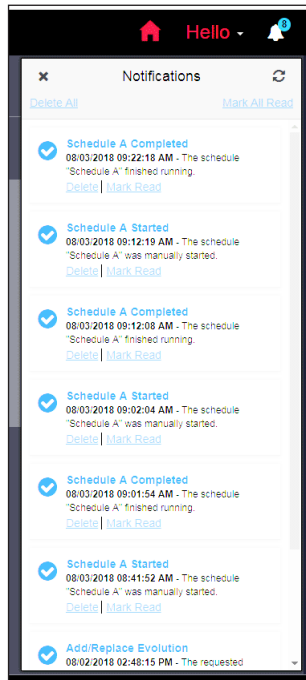 Hello
8
Notifications
Delete All Mark All Read
Schedule A Completed
08/03/2018 09:22:18 AM - The schedule
"Schedule A" finished running.
Delete | Mark Read
Schedule A Started
08/03/2018 09:12:19 AM - The schedule
"Schedule A" was manually started.
Delete | Mark Read
Schedule A Completed
08/03/2018 09:12:08 AM - The schedule
"Schedule A" finished running.
Delete | Mark Read
Schedule A Started
08/03/2018 09:02:04 AM - The schedule
"Schedule A" was manually started.
Delete | Mark Read
Schedule A Completed
08/03/2018 09:01:54 AM - The schedule
"Schedule A" finished running.
Delete | Mark Read
Schedule A Started
08/03/2018 08:41:52 AM - The schedule
"Schedule A" was manually started.
Delete | Mark Read
Add/Replace Evolution
08/02/2018 02:48:15 PM - The requested